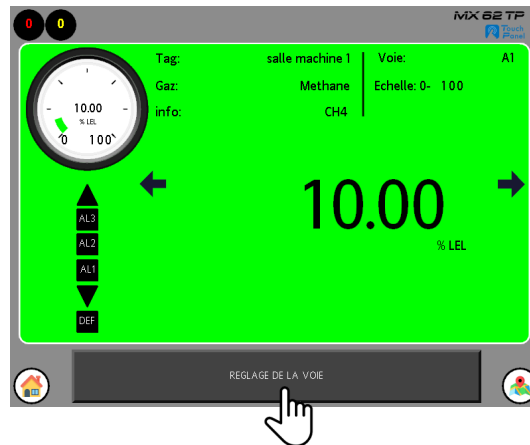 0 0 MX 62 TP
Touch
Panel
Tag: salle machine 1 Voie: A1
Gaz: Methane Echelle: 0- 100
info: CH4
10.00
% LEL
0 100
10.00
% LEL
AL3
AL2
AL1
DEF
REGLAGE DE LA VOIE